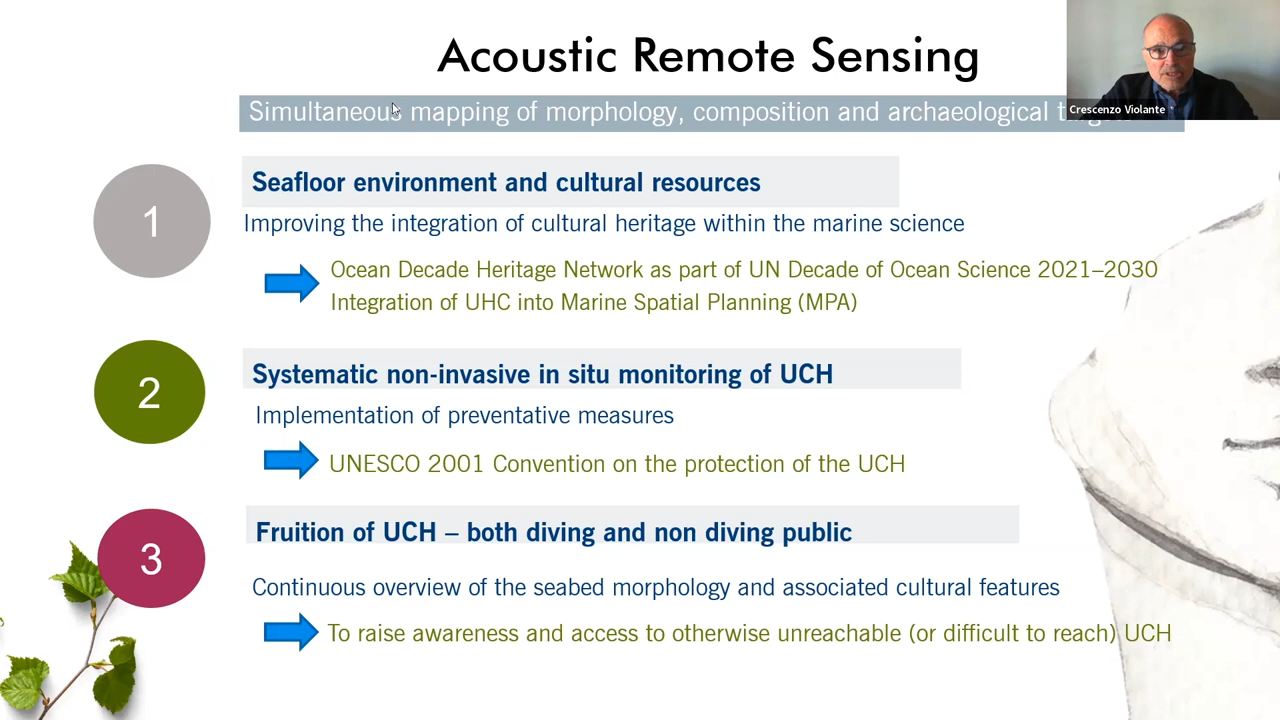 Acoustic Remote Sensing
Simultaneous mapping of morphology, composition and archaeological
Crescenzo Violante
1
Seafloor environment and cultural resources
Improving the integration of cultural heritage within the marine science
Ocean Decade Heritage Network as part of UN Decade of Ocean Science 2021–2030
Integration of UHC into Marine Spatial Planning (MPA)
2
Systematic non-invasive in situ monitoring of UCH
Implementation of preventative measures
UNESCO 2001 Convention on the protection of the UCH
3
Fruition of UCH – both diving and non diving public
Continuous overview of the seabed morphology and associated cultural features
To raise awareness and access to otherwise unreachable (or difficult to reach) UCH